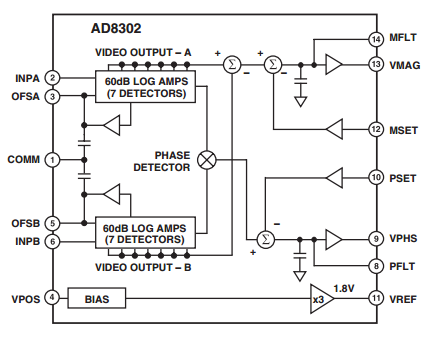 AD8302
VIDEO OUTPUT – A
+
+
14
MFLT
INPA
2
60dB LOG AMPS
(7 DETECTORS)
Σ
Σ
–
–
13
VMAG
OFSA
3
12
MSET
COMM
1
PHASE
DETECTOR
10
PSET
OFSB
5
–
INPB
6
60dB LOG AMPS
(7 DETECTORS)
Σ
+
9
VPHS
VIDEO OUTPUT – B
8
PFLT
VPOS
4
BIAS
x3
1.8V
11
VREF